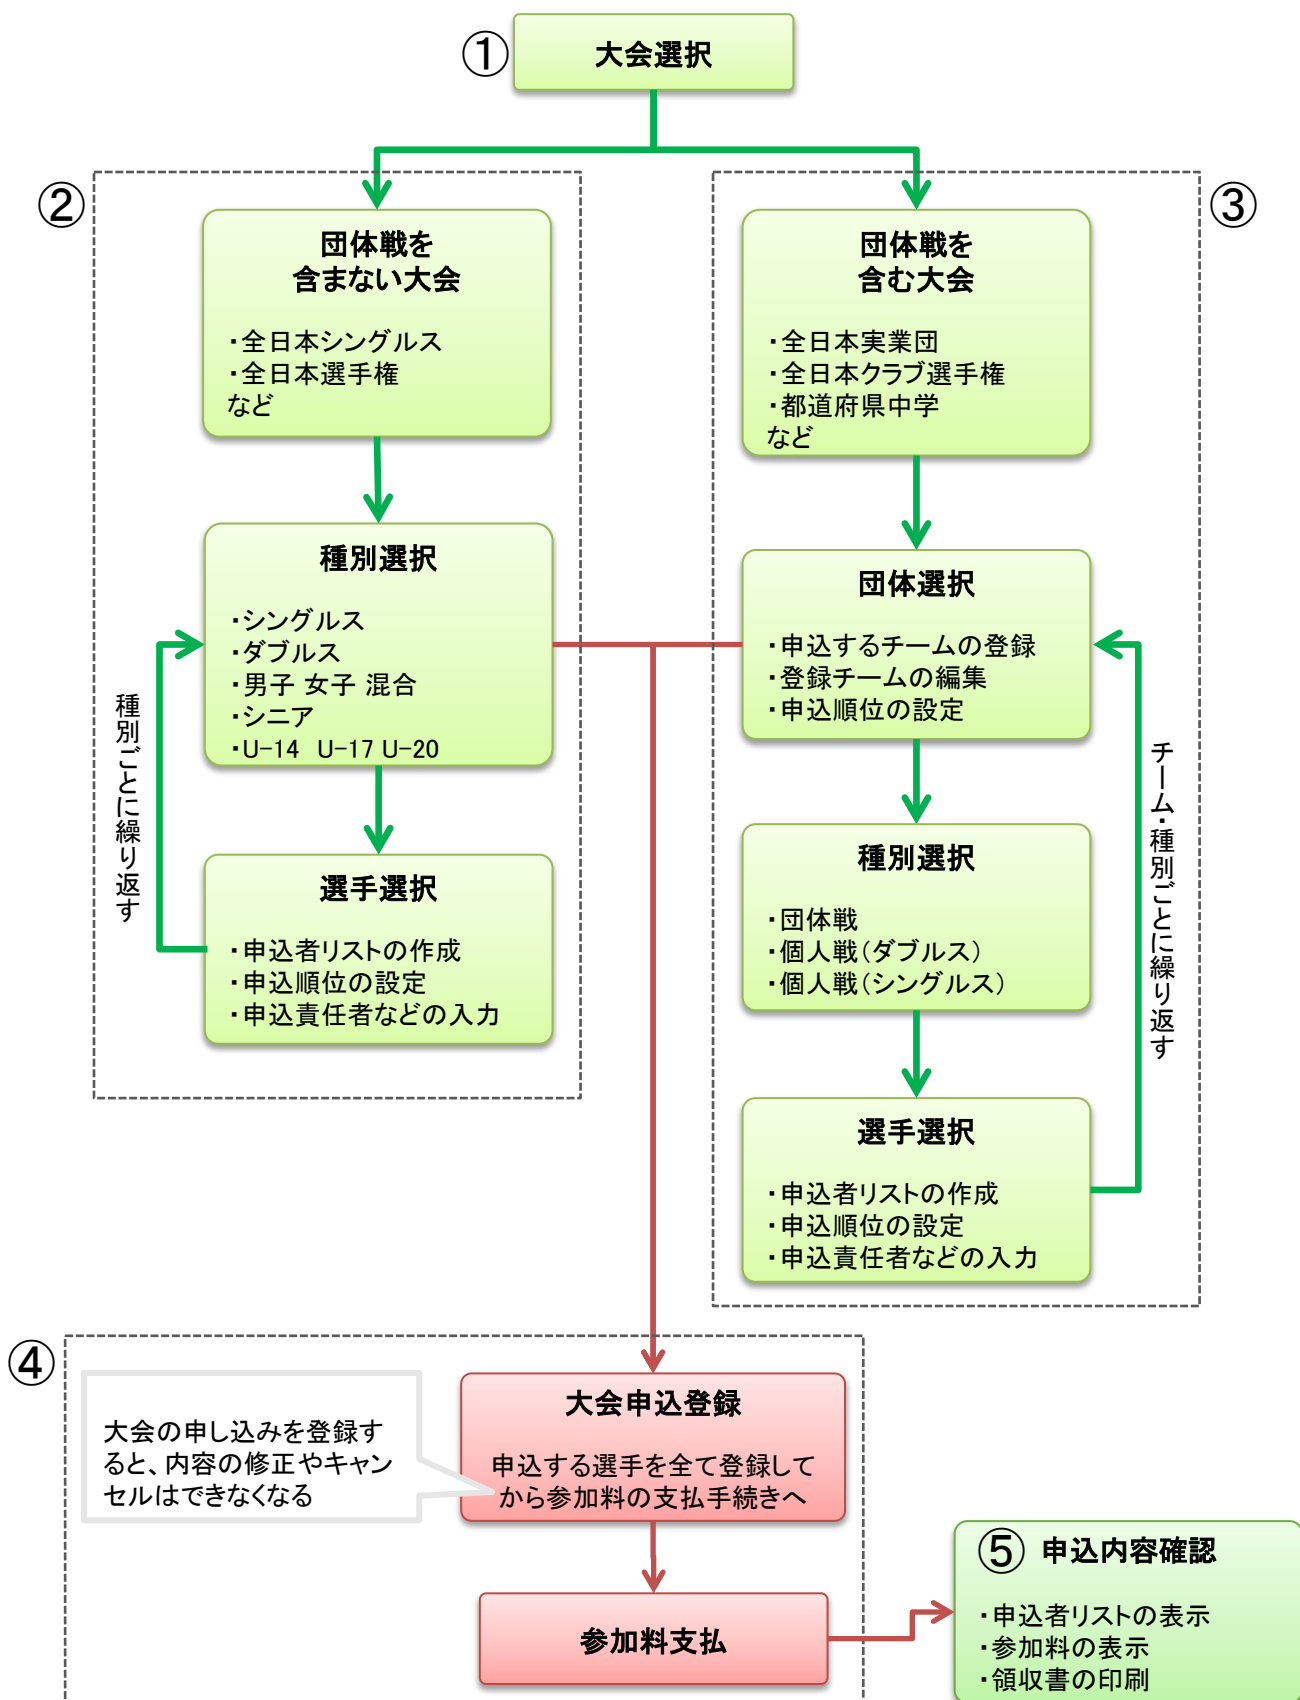 ① 大会選択
②
団体戦を
含まない大会
・全日本シングルス
・全日本選手権
など
種別選択
・シングルス
・ダブルス
・男子 女子 混合
・シニア
・U-14 U-17 U-20
種別ごとに繰り返す
選手選択
・申込者リストの作成
・申込順位の設定
・申込責任者などの入力
③
団体戦を
含む大会
・全日本実業団
・全日本クラブ選手権
・都道府県中学
など
団体選択
・申込するチームの登録
・登録チームの編集
・申込順位の設定
種別選択
・団体戦
・個人戦(ダブルス)
・個人戦(シングルス)
チーム・種別ごとに繰り返す
選手選択
・申込者リストの作成
・申込順位の設定
・申込責任者などの入力
④
大会の申し込みを登録す
ると、内容の修正やキャン
セルはできなくなる
大会申込登録
申込する選手を全て登録して
から参加料の支払手続きへ
参加料支払
⑤ 申込内容確認
・申込者リストの表示
・参加料の表示
・領収書の印刷